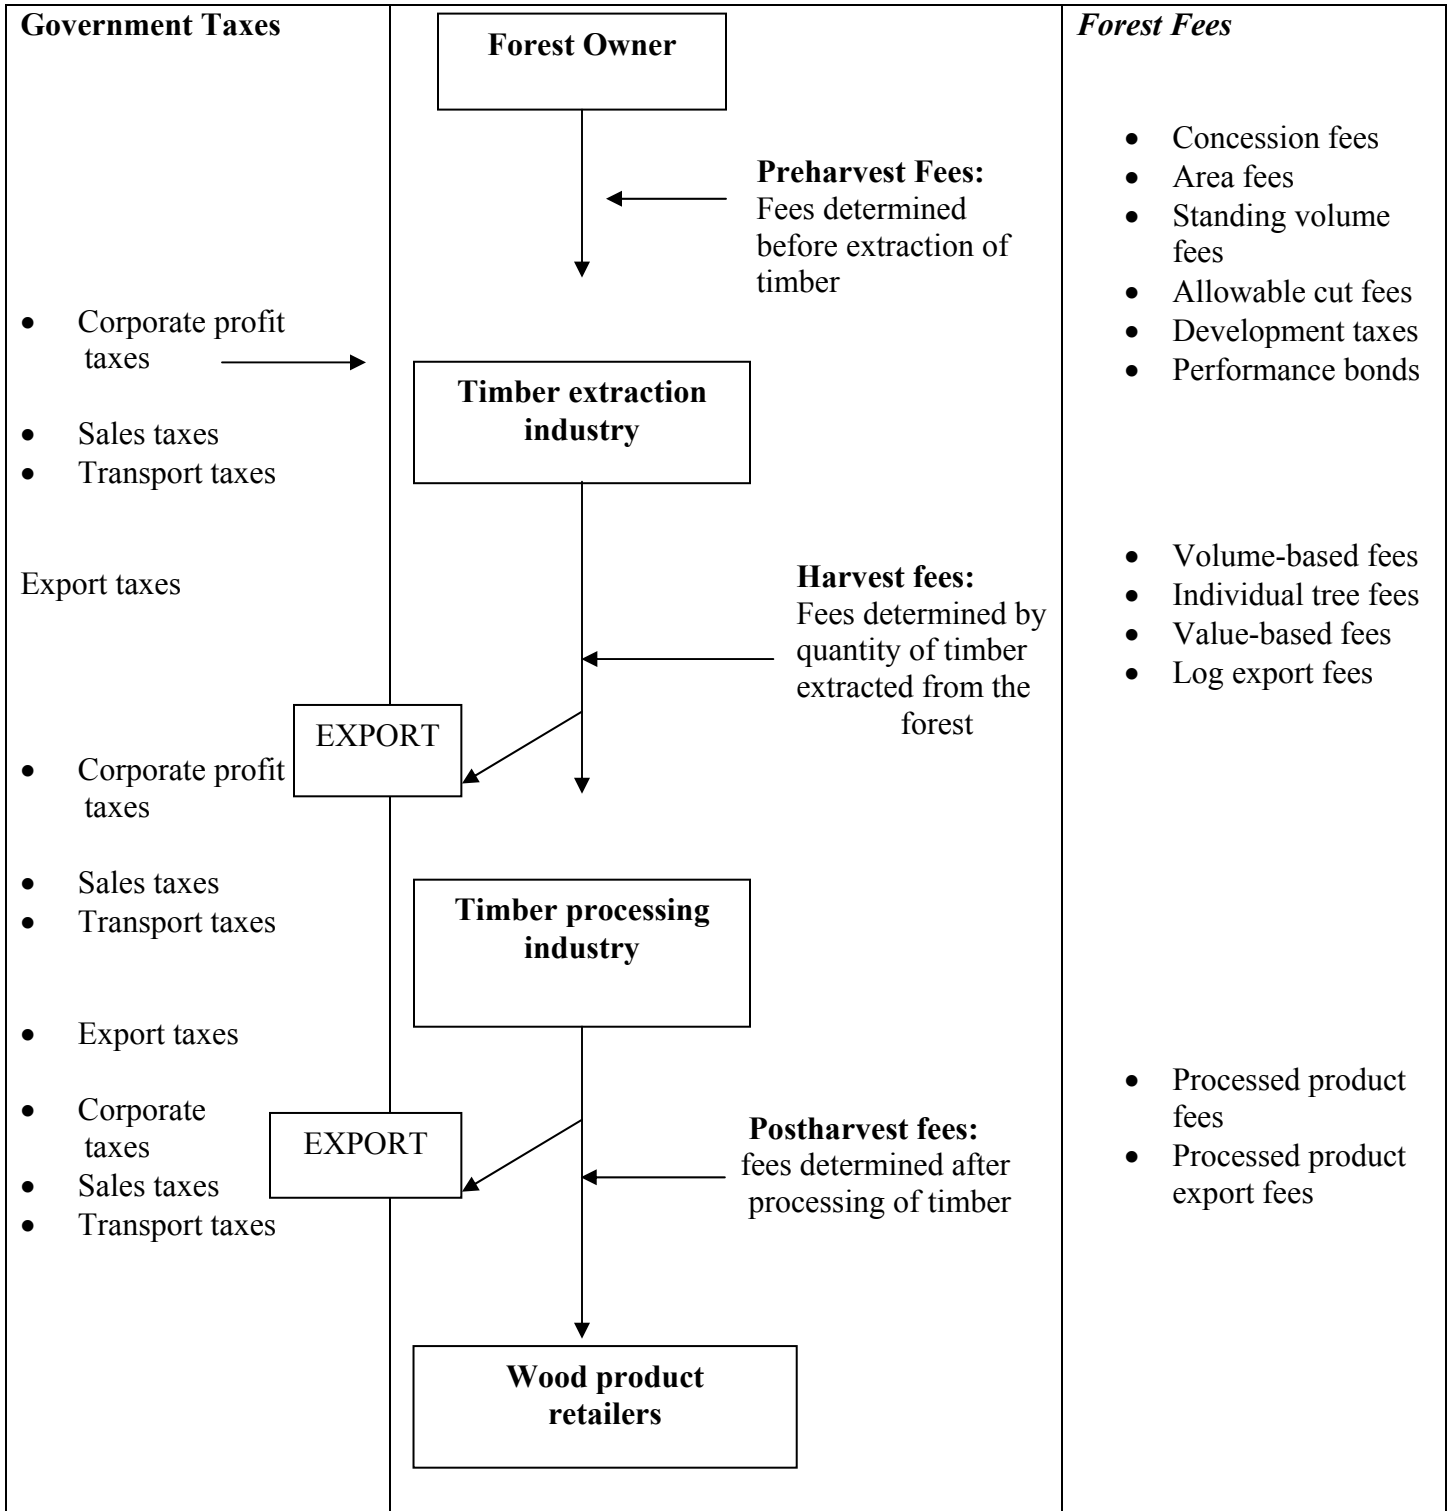 Government Taxes
Forest Owner
Forest Fees
Preharvest Fees:
Fees determined
before extraction of
timber
• Concession fees
• Area fees
• Standing volume
fees
• Allowable cut fees
• Development taxes
• Performance bonds
• Corporate profit
taxes
• Sales taxes
• Transport taxes
Timber extraction
industry
Export taxes
Harvest fees:
Fees determined by
quantity of timber
extracted from the
forest
• Volume-based fees
• Individual tree fees
• Value-based fees
• Log export fees
EXPORT
• Corporate profit
taxes
• Sales taxes
• Transport taxes
Timber processing
industry
• Export taxes
• Corporate
taxes
• Sales taxes
• Transport taxes
EXPORT
Postharvest fees:
fees determined after
processing of timber
• Processed product
fees
• Processed product
export fees
Wood product
retailers